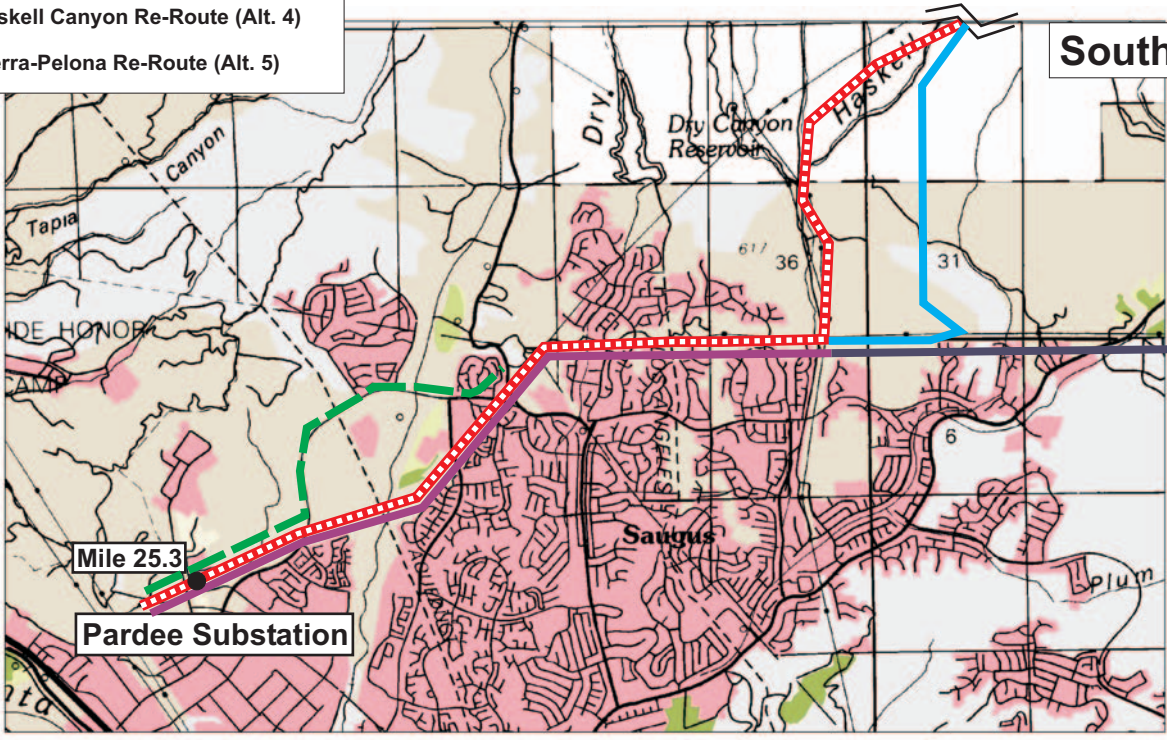 skell Canyon Re-Route (Alt. 4)
erra-Pelona Re-Route (Alt. 5)
South
Haskell
Dry
Dry Canyon
Reservoir
Canyon
Tapia
617
36
31
IDE HONOR
CAMP
6
Saugus
Mile 25.3
Plum
Pardee Substation
nta